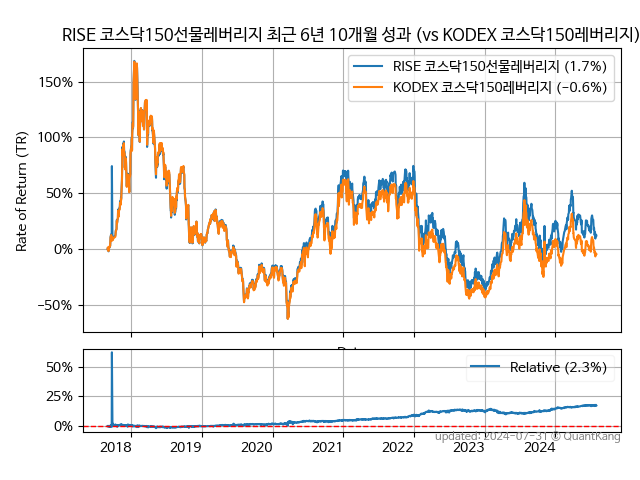 RISE 코스닥150선물레버리지 최근 6년 10개월 성과 (vs KODEX 코스닥150레버리지)
RISE 코스닥150선물레버리지 (1.7%)
KODEX 코스닥150레버리지 (−0.6%)
Rate of Return (TR)
150%
100%
50%
0%
−50%
Relative (2.3%)
50%
25%
0%
2018 2019 2020 2021 2022 2023 2024
updated: 2024-07-31 © QuantKang